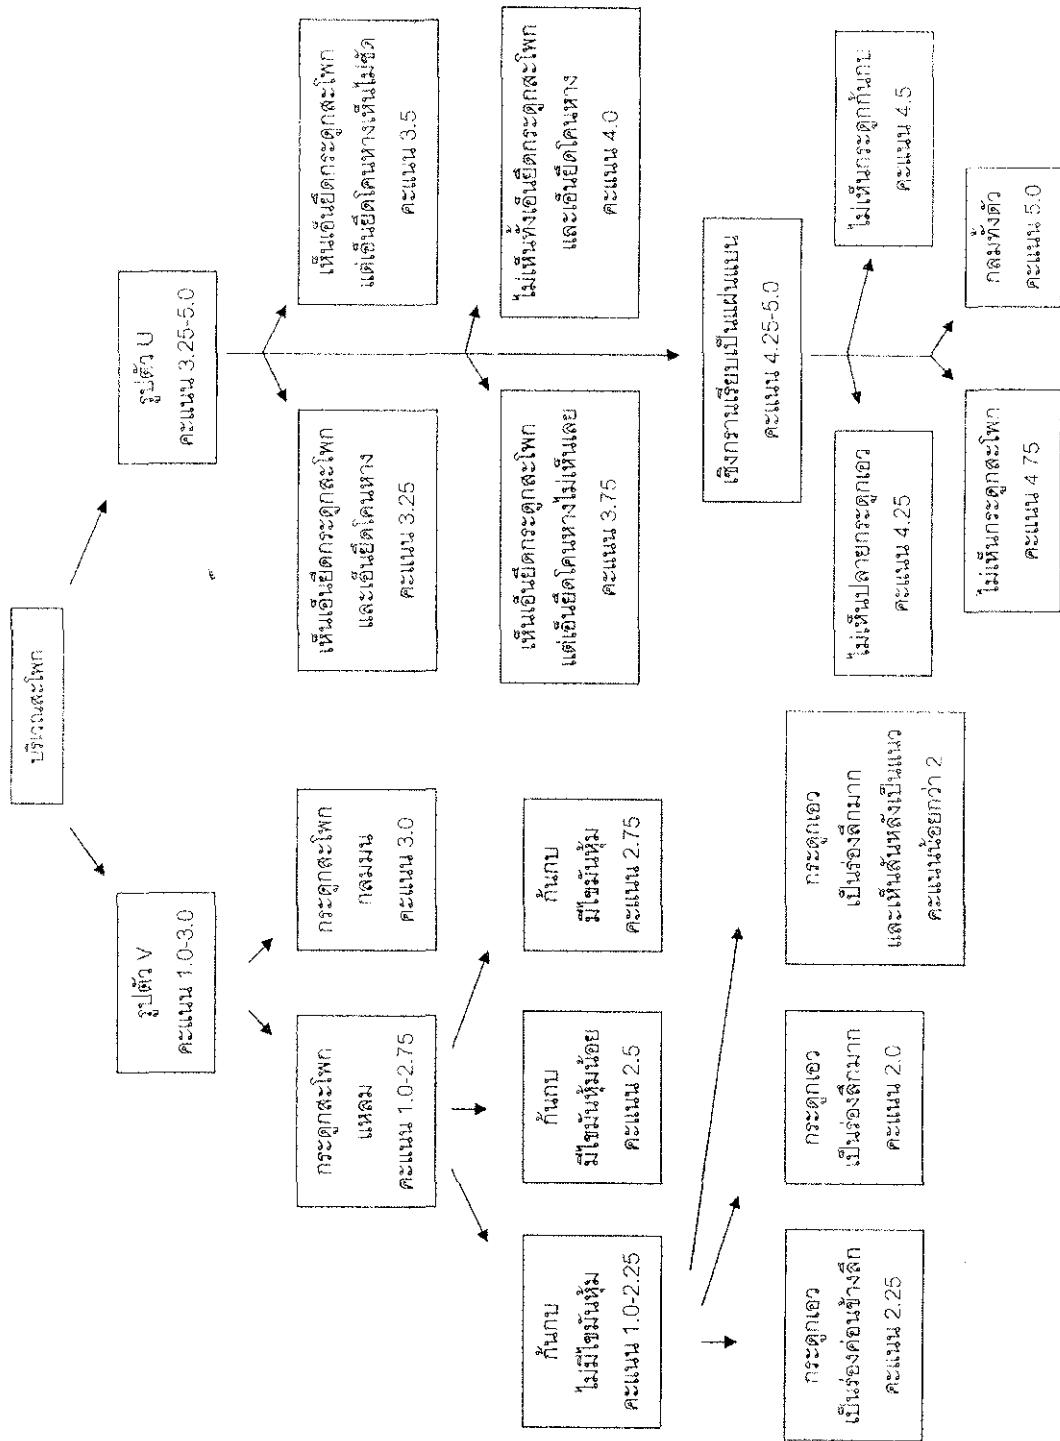 บริเวณสะโพก
รูปตัว V
คะแนน 1.0-3.0
รูปตัว U
คะแนน 3.25-5.0
กระดูกสะโพก
แหลม
คะแนน 1.0-2.75
กระดูกสะโพก
กลมมน
คะแนน 3.0
เห็นเอ็นยึดกระดูกสะโพก
และเอ็นยึดโคนหาง
คะแนน 3.25
เห็นเอ็นยึดกระดูกสะโพก
แต่เอ็นยึดโคนหางเห็นไม่ชัด
คะแนน 3.5
ก้นกบ
ไม่มีไขมันหุ้ม
คะแนน 1.0-2.25
ก้นกบ
มีไขมันหุ้มน้อย
คะแนน 2.5
ก้นกบ
มีไขมันหุ้ม
คะแนน 2.75
เห็นเอ็นยึดกระดูกสะโพก
แต่เอ็นยึดโคนหางไม่เห็นเลย
คะแนน 3.75
ไม่เห็นทั้งเอ็นยึดกระดูกสะโพก
และเอ็นยึดโคนหาง
คะแนน 4.0
เชิงกรานเรียบเป็นแผ่นแบน
คะแนน 4.25-5.0
กระดูกเอว
เป็นร่องค่อนข้างลึก
คะแนน 2.25
กระดูกเอว
เป็นร่องลึกมาก
คะแนน 2.0
กระดูกเอว
เป็นร่องลึกมาก
และเห็นสันหลังเป็นแนว
คะแนนน้อยกว่า 2
ไม่เห็นปลายกระดูกเอว
คะแนน 4.25
ไม่เห็นกระดูกก้นกบ
คะแนน 4.5
ไม่เห็นกระดูกสะโพก
คะแนน 4 75
กลมทั้งตัว
คะแนน 5.0